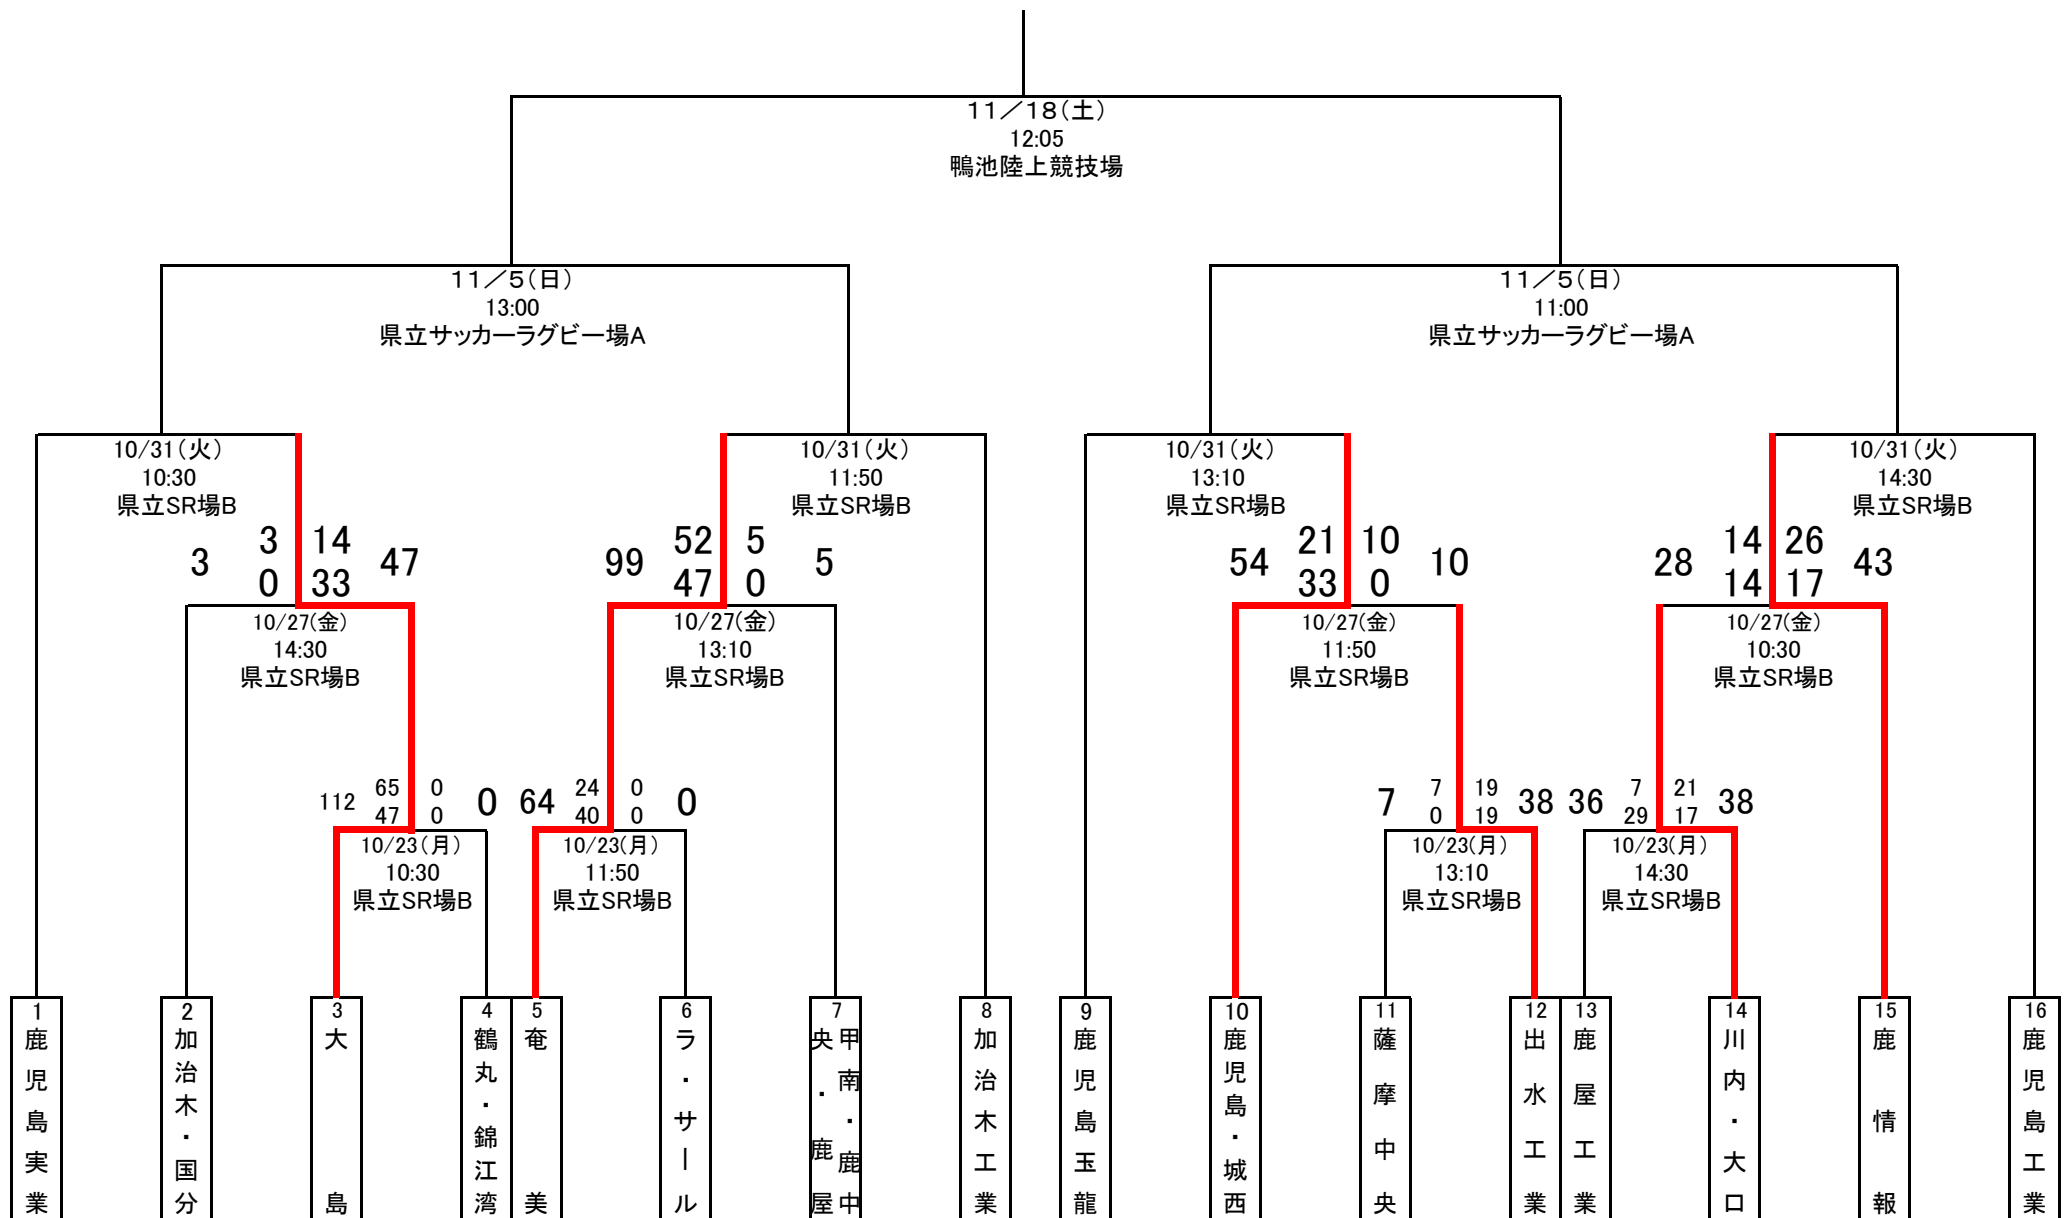 11／18（土）
12:05
鴨池陸上競技場
11／5（日）
13:00
県立サッカーラグビー場A
11／5（日）
11:00
県立サッカーラグビー場A
10/31（火）
10:30
県立SR場B
10/31（火）
11:50
県立SR場B
10/31（火）
13:10
県立SR場B
10/31（火）
14:30
県立SR場B
3 3 14 47
0 33
99 52 5 5
47 0
54 21 10 10
33 0
28 14 26 43
14 17
10/27(金)
14:30
県立SR場B
10/27(金)
13:10
県立SR場B
10/27(金)
11:50
県立SR場B
10/27(金)
10:30
県立SR場B
112 65 0 0
47 0
64 24 0 0
40 0
7 7 19 38
0 19
36 7 21 38
29 17
10/23（月）
10:30
県立SR場B
10/23（月）
11:50
県立SR場B
10/23(月)
13:10
県立SR場B
10/23(月)
14:30
県立SR場B
1
鹿児島実業
2
加治木・国分
3
大島
4
鶴丸・錦江湾
5
奄美
6
ラ・サール
7
甲南・鹿中
央・鹿屋
8
加治木工業
9
鹿児島玉龍
10
鹿児島・城西
11
薩摩中央
12
出水工業
13
鹿屋工業
14
川内・大口
15
鹿情報
16
鹿児島工業